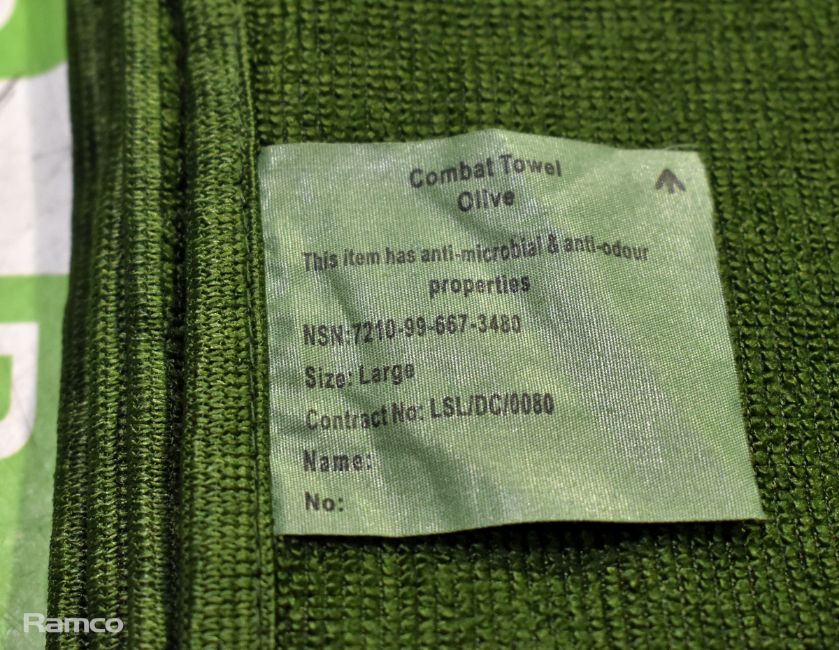 Combat Towel
Olive
This item has anti-microbial & anti-odour
properties
NSN:7210-99-667-3480
Size: Large
Contract No: LSL/DC/0080
Name:
No:
Ramco